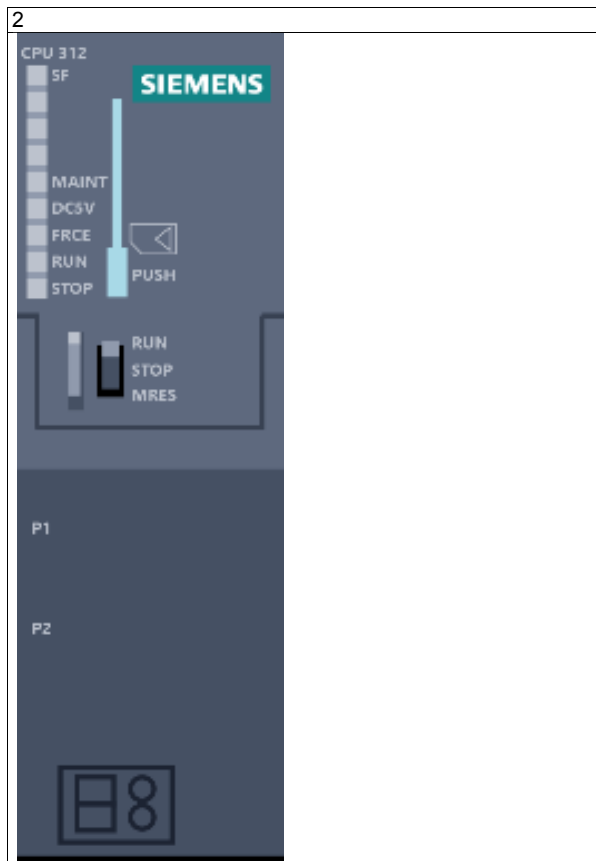 2
CPU 312
SF
SIEMENS
MAINT
DC5V
FRCE
RUN
STOP
PUSH
RUN
STOP
MRES
P1
P2